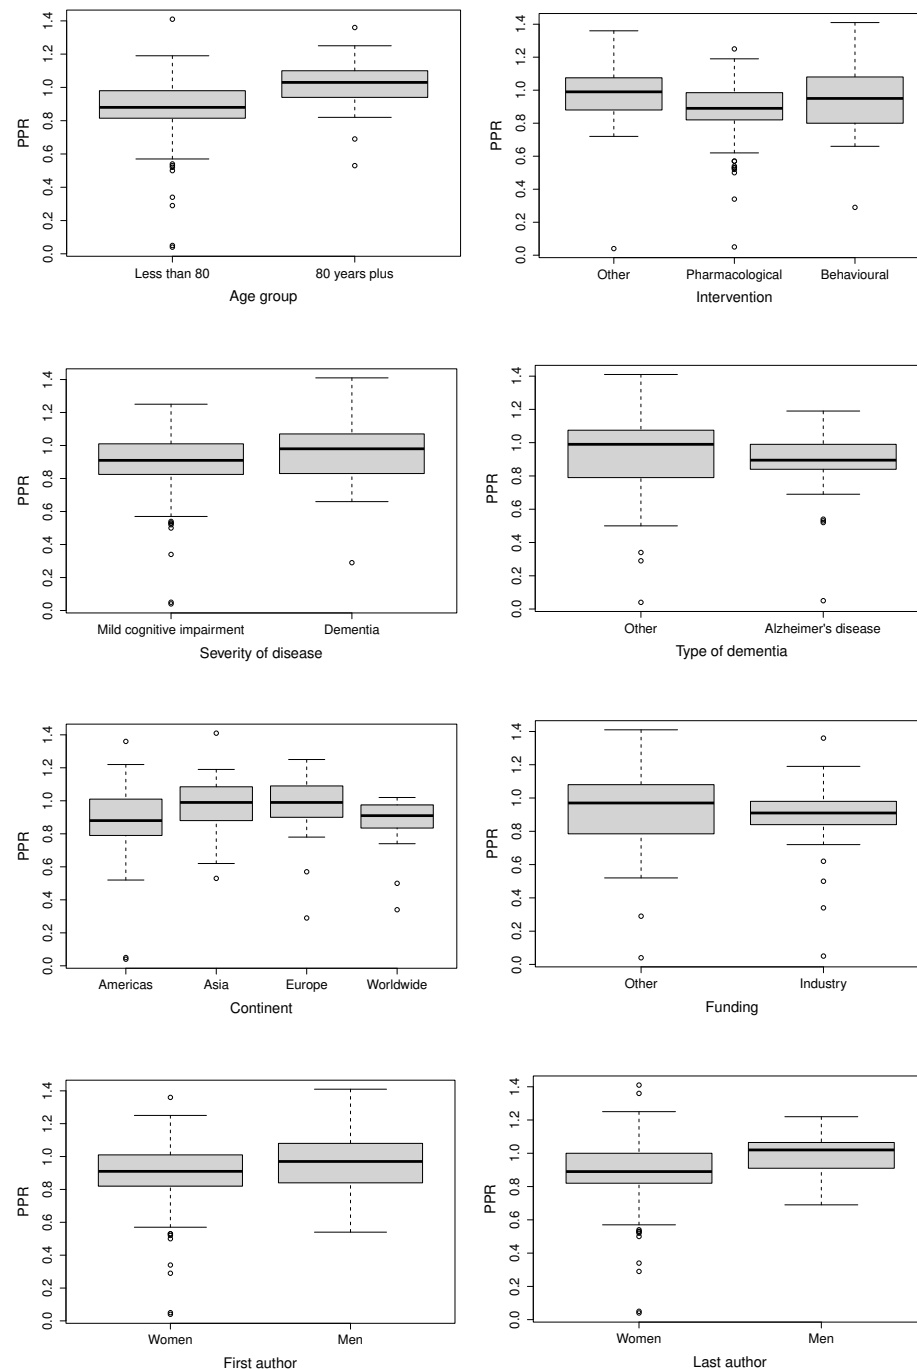 PPR
0.0 0.2 0.4 0.6 0.8 1.0 1.2 1.4
Less than 80 80 years plus
Age group
PPR
0.0 0.2 0.4 0.6 0.8 1.0 1.2 1.4
Other Pharmacological Behavioural
Intervention
PPR
0.0 0.2 0.4 0.6 0.8 1.0 1.2 1.4
Mild cognitive impairment Dementia
Severity of disease
PPR
0.0 0.2 0.4 0.6 0.8 1.0 1.2 1.4
Other Alzheimer's disease
Type of dementia
PPR
0.0 0.2 0.4 0.6 0.8 1.0 1.2 1.4
Americas Asia Europe Worldwide
Continent
PPR
0.0 0.2 0.4 0.6 0.8 1.0 1.2 1.4
Other Industry
Funding
PPR
0.0 0.2 0.4 0.6 0.8 1.0 1.2 1.4
Women Men
First author
PPR
0.0 0.2 0.4 0.6 0.8 1.0 1.2 1.4
Women Men
Last author